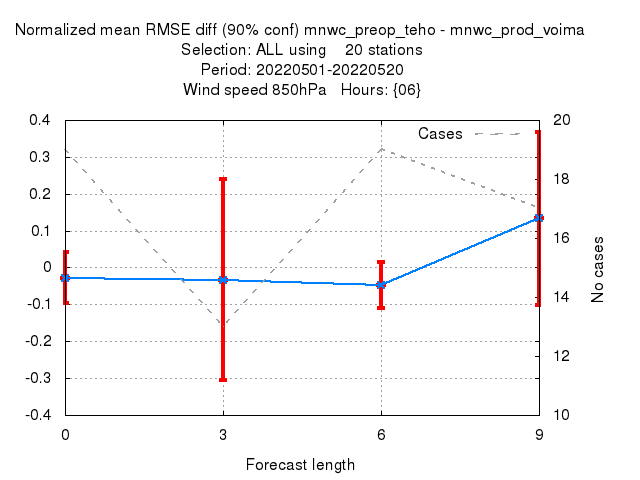 Normalized mean RMSE diff (90% conf) mnwc_preop_teho - mnwc_prod_voima
Selection: ALL using 20 stations
Period: 20220501-20220520
Wind speed 850hPa Hours: {06}
Cases
0.4
0.3
0.2
0.1
0
-0.1
-0.2
-0.3
-0.4
20
18
16
14
12
10
No cases
0 3 6 9
Forecast length